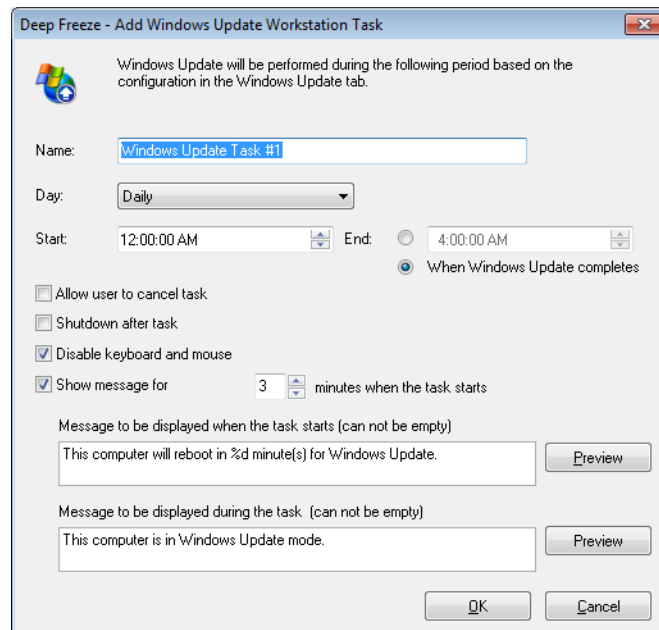 Deep Freeze - Add Windows Update Workstation Task
Windows Update will be performed during the following period based on the
configuration in the Windows Update tab.
Name: Windows Update Task #1
Day: Daily
Start: 12:00:00 AM End: 4:00:00 AM
When Windows Update completes
Allow user to cancel task
Shutdown after task
Disable keyboard and mouse
Show message for 3 minutes when the task starts
Message to be displayed when the task starts (can not be empty)
This computer will reboot in %d minute(s) for Windows Update.
Preview
Message to be displayed during the task (can not be empty)
This computer is in Windows Update mode.
Preview
OK Cancel